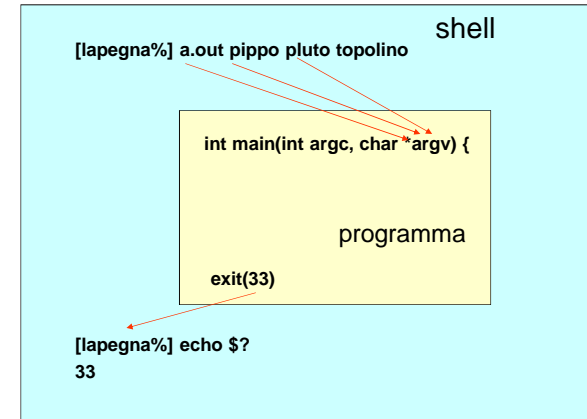 shell
[lapegna%] a.out pippo pluto topolino
int main(int argc, char *argv) {
programma
exit(33)
[lapegna%] echo $?
33